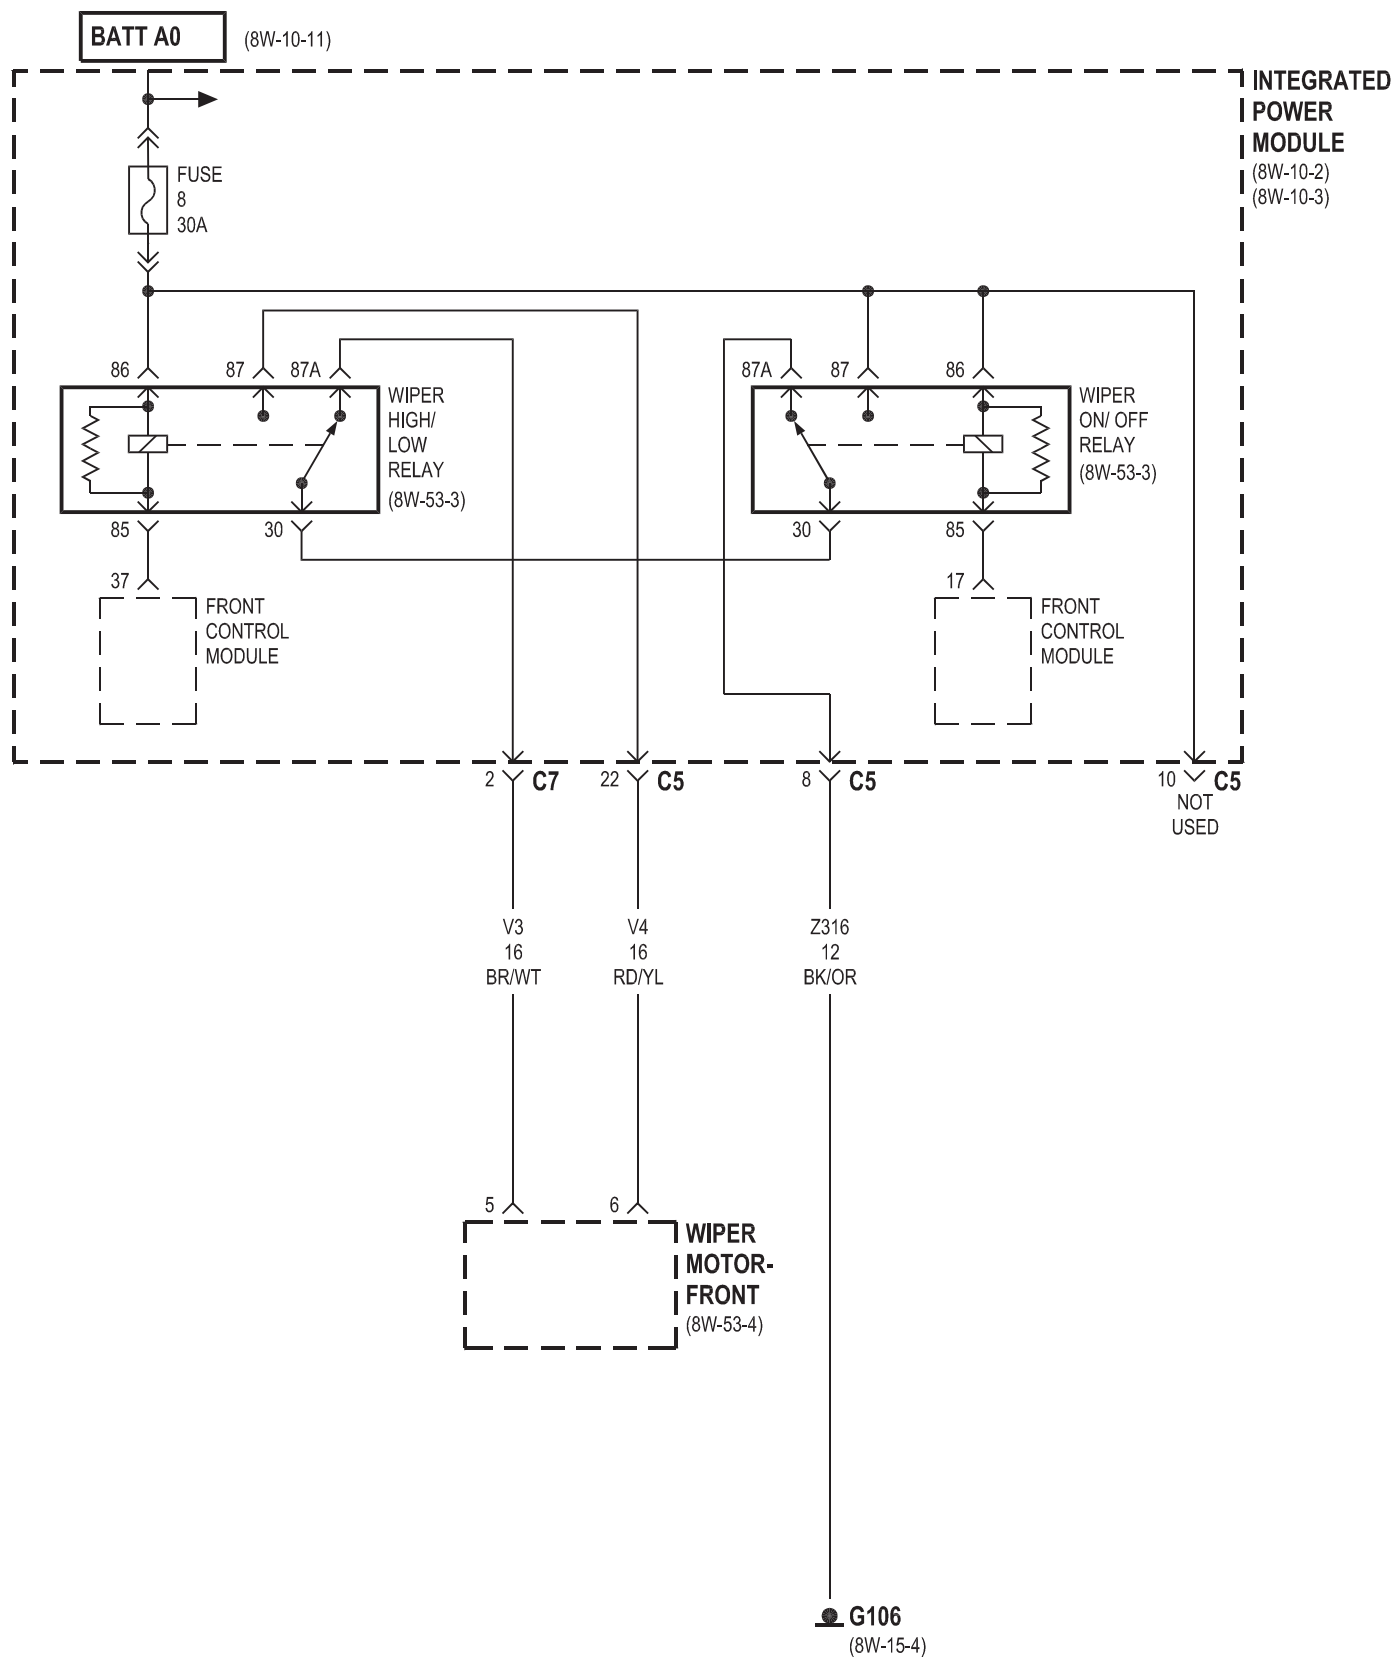 BATT A0
(8W-10-11)
INTEGRATED
POWER
MODULE
(8W-10-2)
(8W-10-3)
FUSE
8
30A
86
87
87A
WIPER
HIGH/
LOW
RELAY
(8W-53-3)
87A
87
86
WIPER
ON/ OFF
RELAY
(8W-53-3)
85
30
30
85
37
FRONT
CONTROL
MODULE
17
FRONT
CONTROL
MODULE
2
C7
22
C5
8
C5
10
C5
NOT
USED
V3
16
BR/WT
V4
16
RD/YL
Z316
12
BK/OR
5
6
WIPER
MOTOR-
FRONT
(8W-53-4)
G106
(8W-15-4)